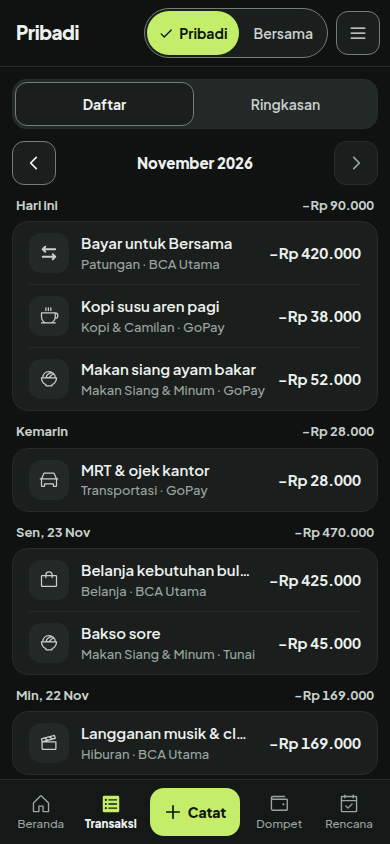 Pribadi
Pribadi
Bersama
Daftar
Ringkasan
November 2026
Hari ini
−Rp 90.000
Bayar untuk Bersama
Patungan · BCA Utama
−Rp 420.000
Kopi susu aren pagi
Kopi & Camilan · GoPay
−Rp 38.000
Makan siang ayam bakar
Makan Siang & Minum · GoPay
−Rp 52.000
Kemarin
−Rp 28.000
MRT & ojek kantor
Transportasi · GoPay
−Rp 28.000
Sen, 23 Nov
−Rp 470.000
Belanja kebutuhan bul...
Belanja · BCA Utama
−Rp 425.000
Bakso sore
Makan Siang & Minum · Tunai
−Rp 45.000
Min, 22 Nov
−Rp 169.000
Langganan musik & cl...
Hiburan · BCA Utama
−Rp 169.000
Beranda
Transaksi
Catat
Dompet
Rencana